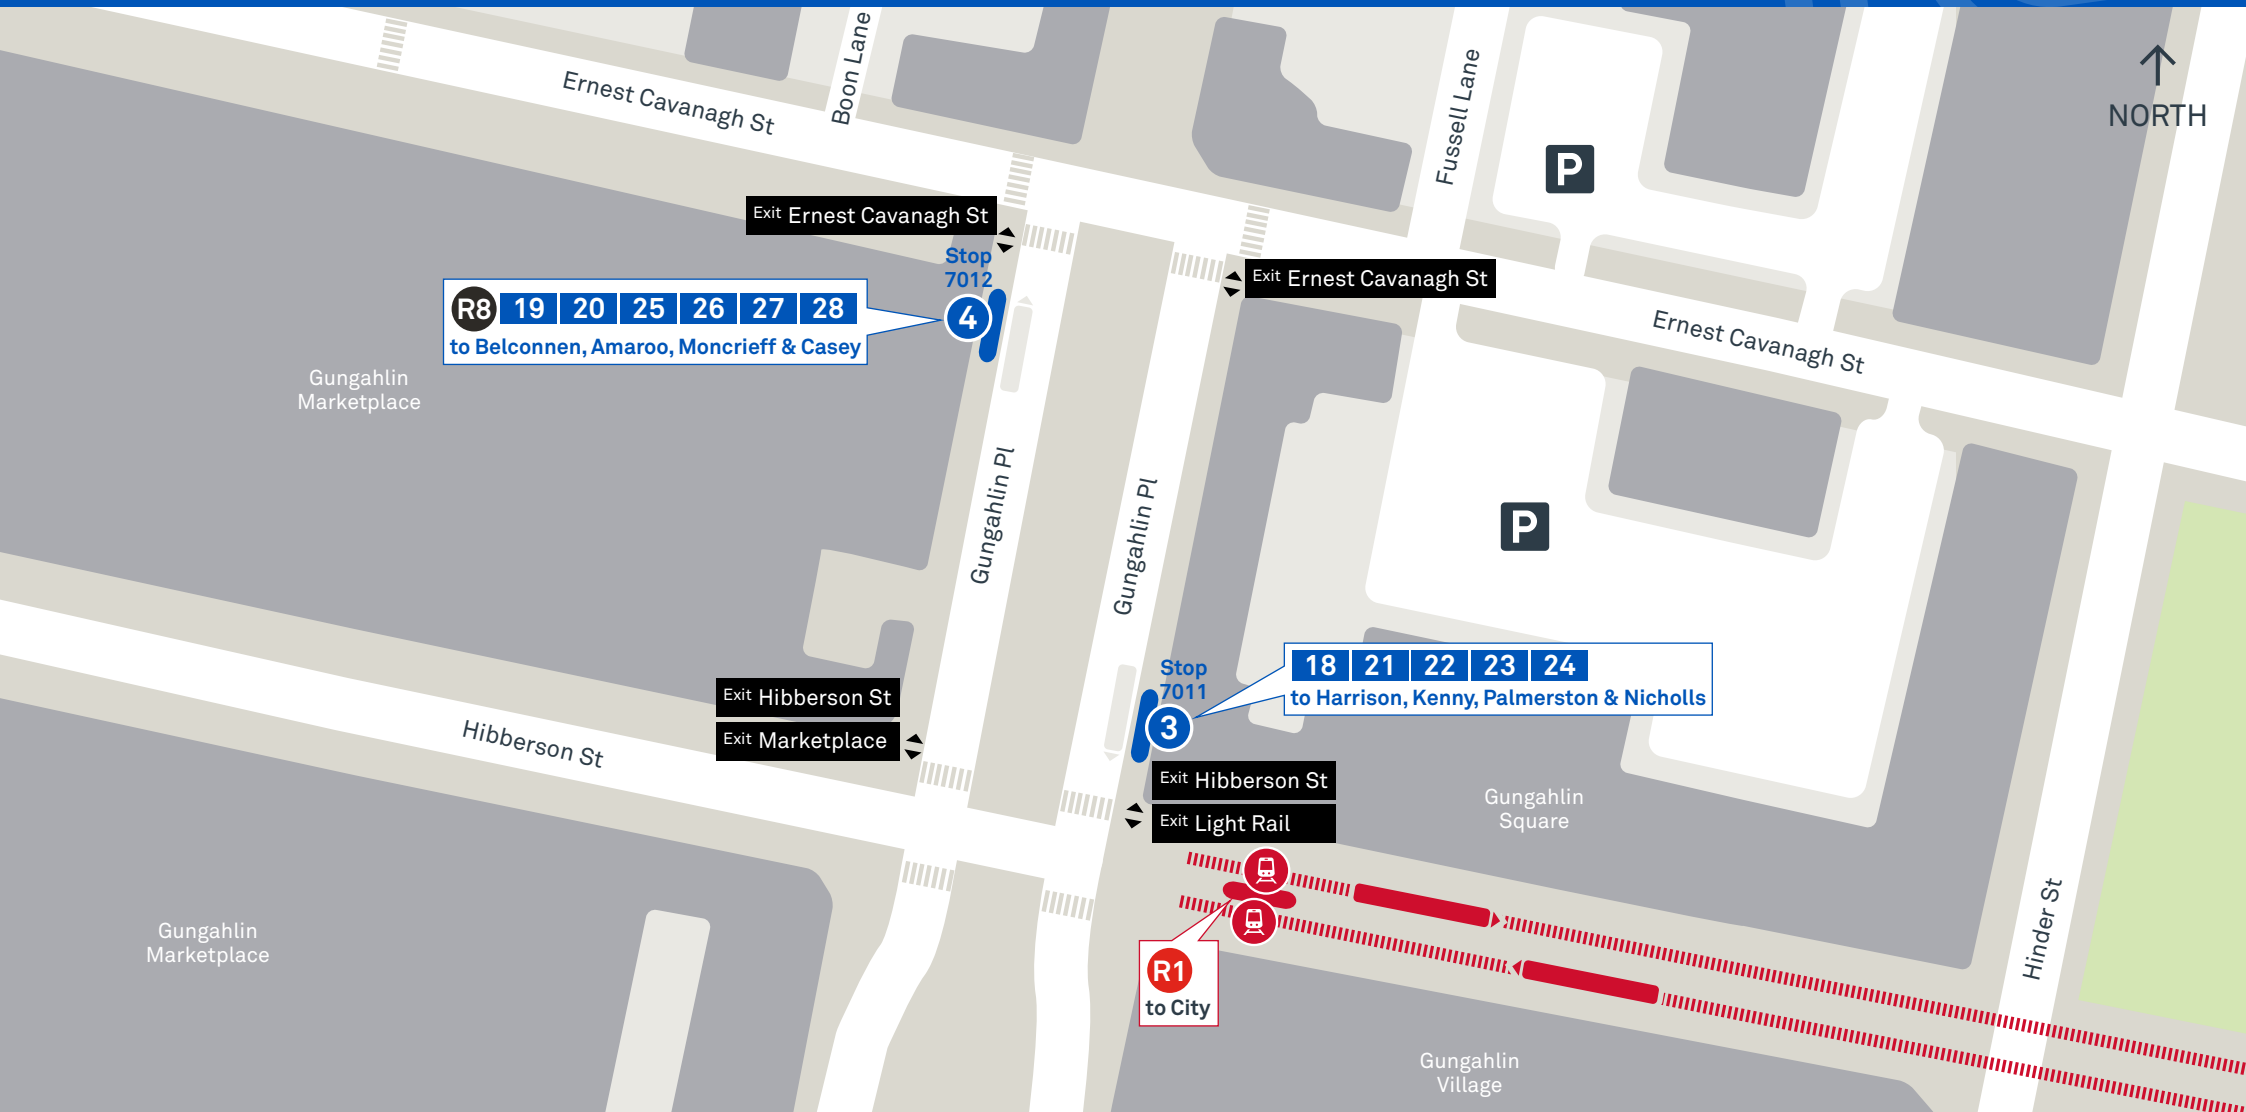 Boon Lane
Ernest Cavanagh St
Fussell Lane
P
NORTH
Exit Ernest Cavanagh St
Stop
7012
4
R8 19 20 25 26 27 28
to Belconnen, Amaroo, Moncrieff & Casey
Exit Ernest Cavanagh St
Ernest Cavanagh St
Gungahlin
Marketplace
Gungahlin Pl
Gungahlin Pl
P
Stop
7011
3
18 21 22 23 24
to Harrison, Kenny, Palmerston & Nicholls
Exit Hibberson St
Exit Marketplace
Hibberson St
Exit Hibberson St
Exit Light Rail
Gungahlin
Square
Hinder St
Gungahlin
Marketplace
R1
to City
Gungahlin
Village